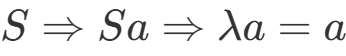 S ⇒ Sa ⇒ λa = a